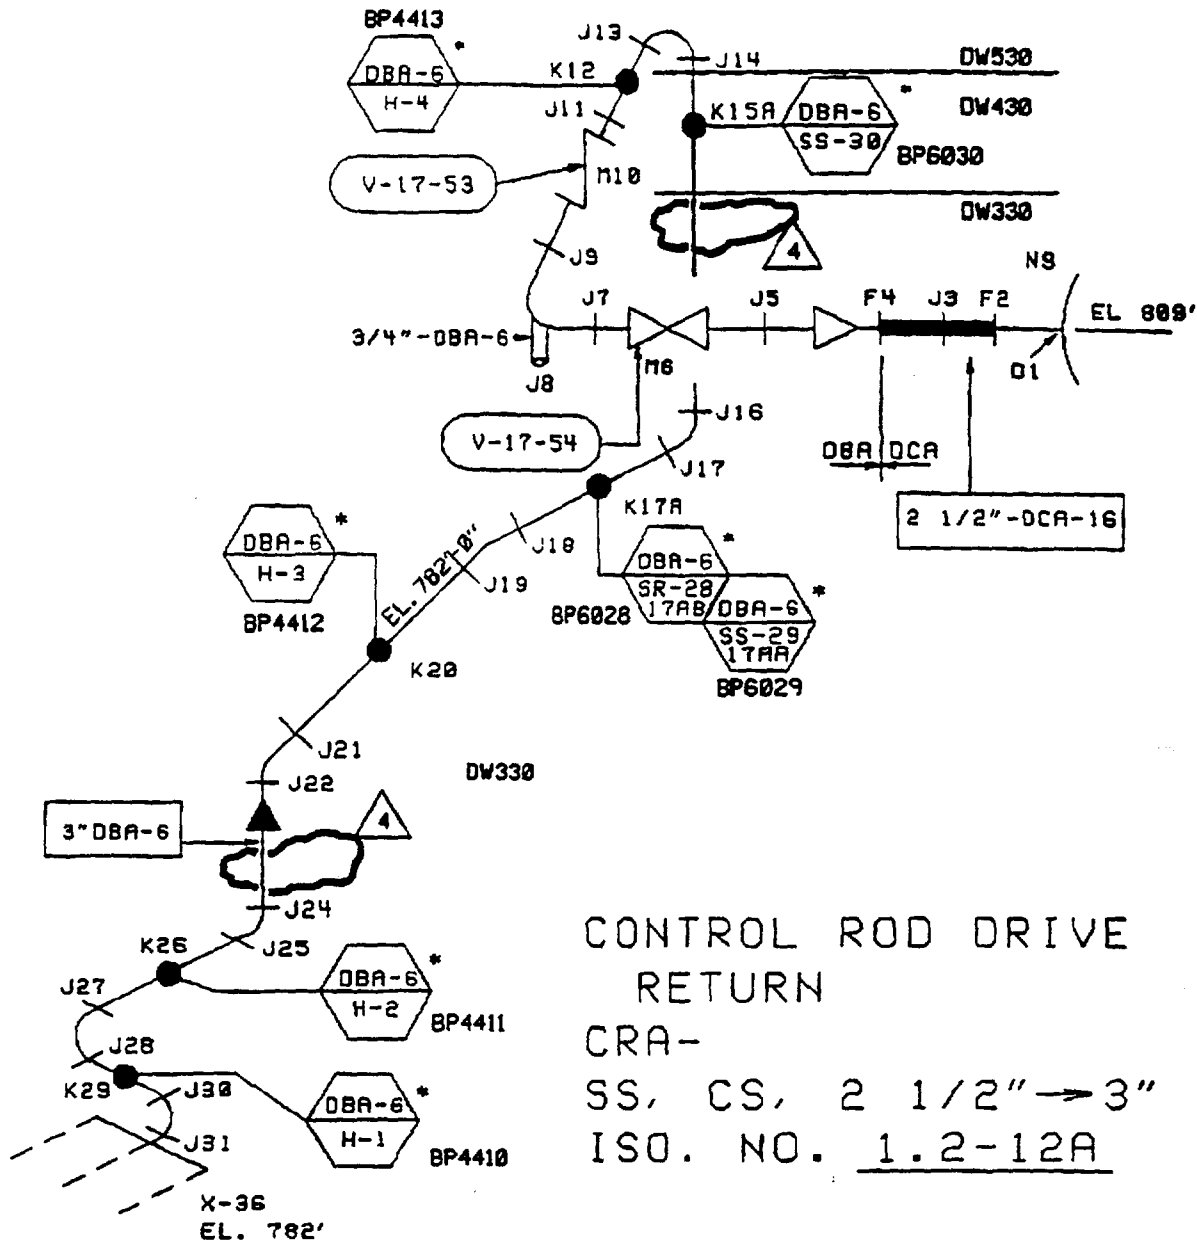 BP4413
*
DBA-6
H-4
K12
J13
J14
DW530
J11
K15A
DBA-6
SS-30
*
DW430
BP6030
V-17-53
M10
DW330
4
J9
N9
J7
J5
F4
J3
F2
EL 809'
3/4"-DBA-6
J8
M6
O1
J16
V-17-54
J17
DBA
DCA
2 1/2"-DCA-16
K17A
DBA-6
H-3
*
BP4412
J18
EL. 782'-0"
J19
DBA-6
SR-28
17AB
*
BP6028
DBA-6
SS-29
17AA
*
BP6029
K20
J21
DW330
J22
3"DBA-6
4
J24
J25
K26
DBA-6
H-2
*
BP4411
J27
J28
K29
J30
J31
DBA-6
H-1
*
BP4410
X-36
EL. 782'
CONTROL ROD DRIVE
RETURN
CRA-
SS, CS, 2 1/2"→3"
ISO. NO. 1.2-12A